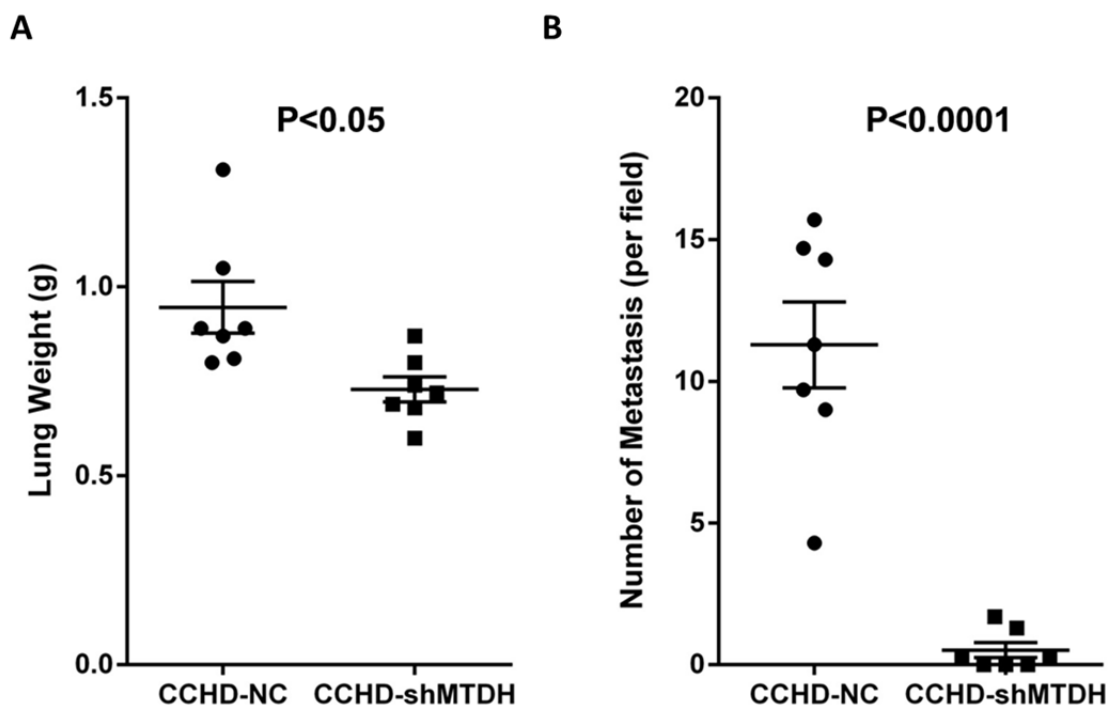 A
Lung Weight (g)
1.5
1.0
0.5
0.0
P<0.05
CCHD-NC
CCHD-shMTDH
B
Number of Metastasis (per field)
20
15
10
5
0
P<0.0001
CCHD-NC
CCHD-shMTDH